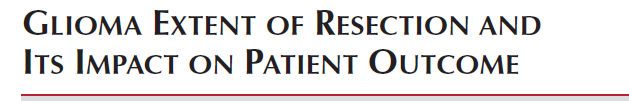 Glioma Extent of Resection and
Its Impact on Patient Outcome